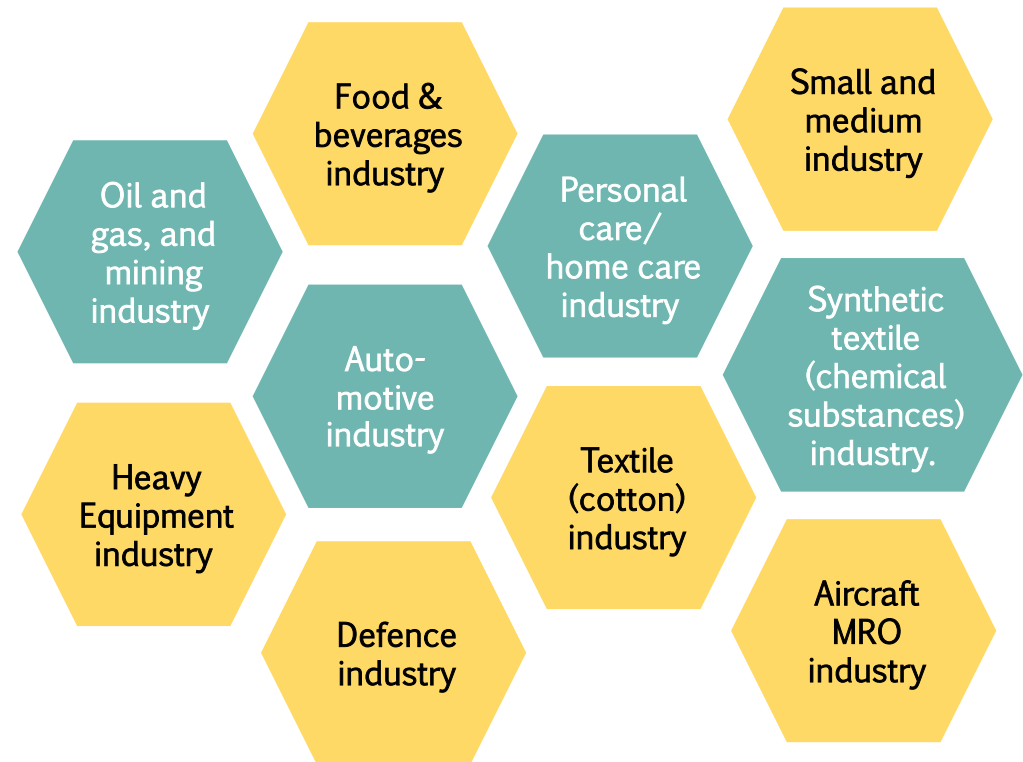 Food &
beverages
industry
Small and
medium
industry
Oil and
gas, and
mining
industry
Personal
care/
home care
industry
Synthetic
textile
(chemical
substances)
industry.
Auto-
motive
industry
Heavy
Equipment
industry
Textile
(cotton)
industry
Defence
industry
Aircraft
MRO
industry